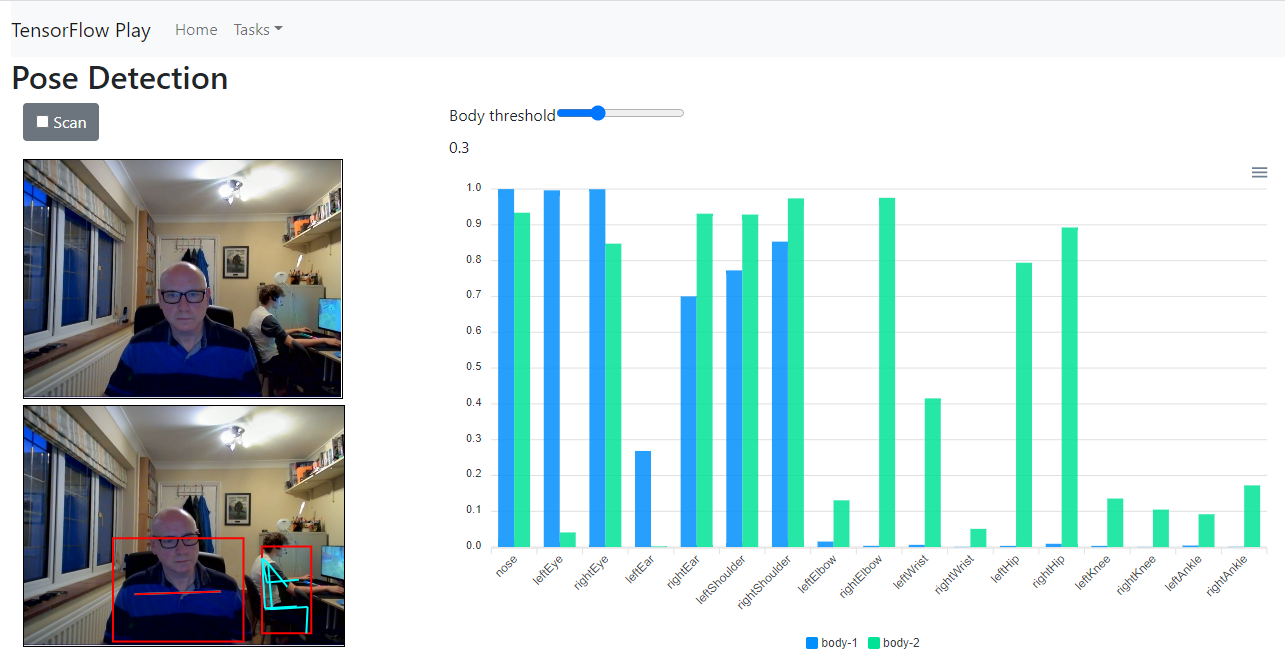 TensorFlow Play Home Tasks
Pose Detection
Scan
Body threshold
0.3
1.0
0.9
0.8
0.7
0.6
0.5
0.4
0.3
0.2
0.1
0.0
nose leftEye rightEye leftEar rightEar leftShoulder rightShoulder leftElbow rightElbow leftWrist rightWrist leftHip rightHip leftKnee rightKnee leftAnkle rightAnkle
body-1 body-2